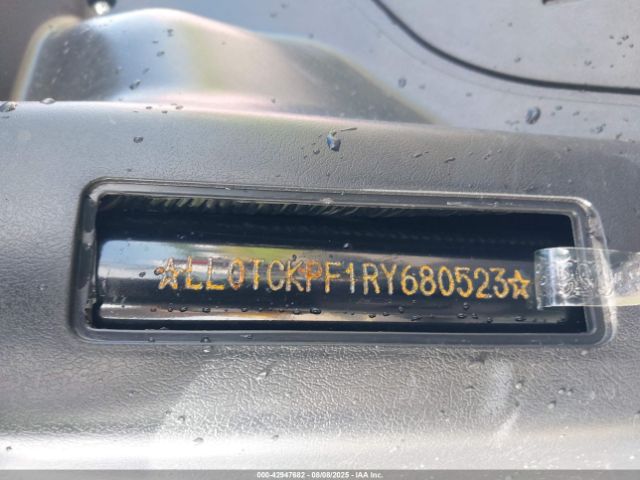 ☆LL0TCKPF1RY680523☆
000-42947682 - 08/08/2025 - IAA Inc.